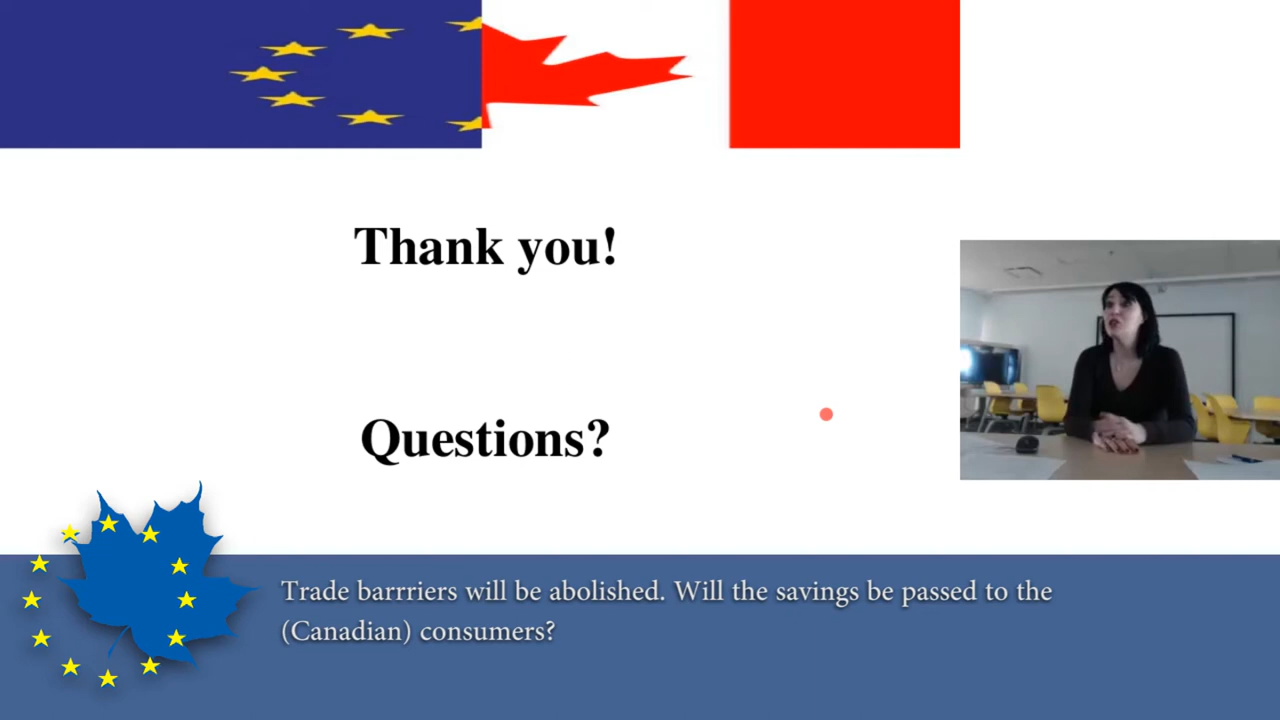 Thank you!
Questions?
Trade barrriers will be abolished. Will the savings be passed to the
(Canadian) consumers?